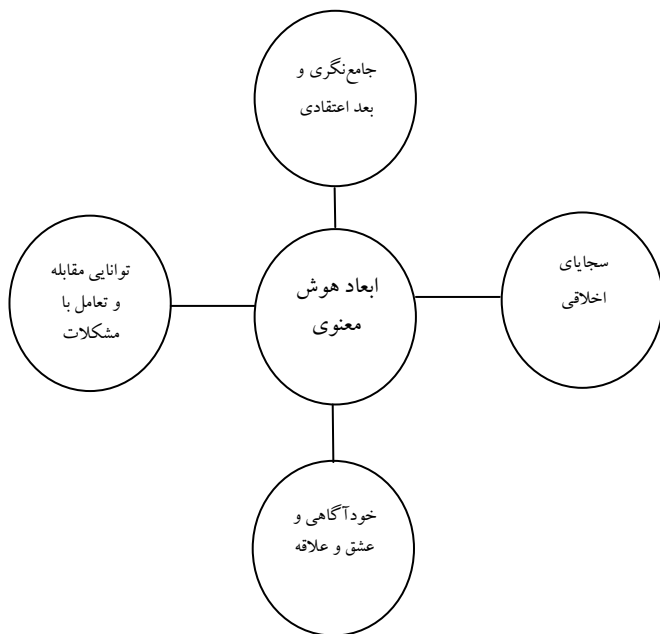 جامع‌نگری و
بعد اعتقادی
سجایای
اخلاقی
ابعاد هوش
معنوی
توانایی مقابله
و تعامل با
مشکلات
خودآگاهی و
عشق و علاقه